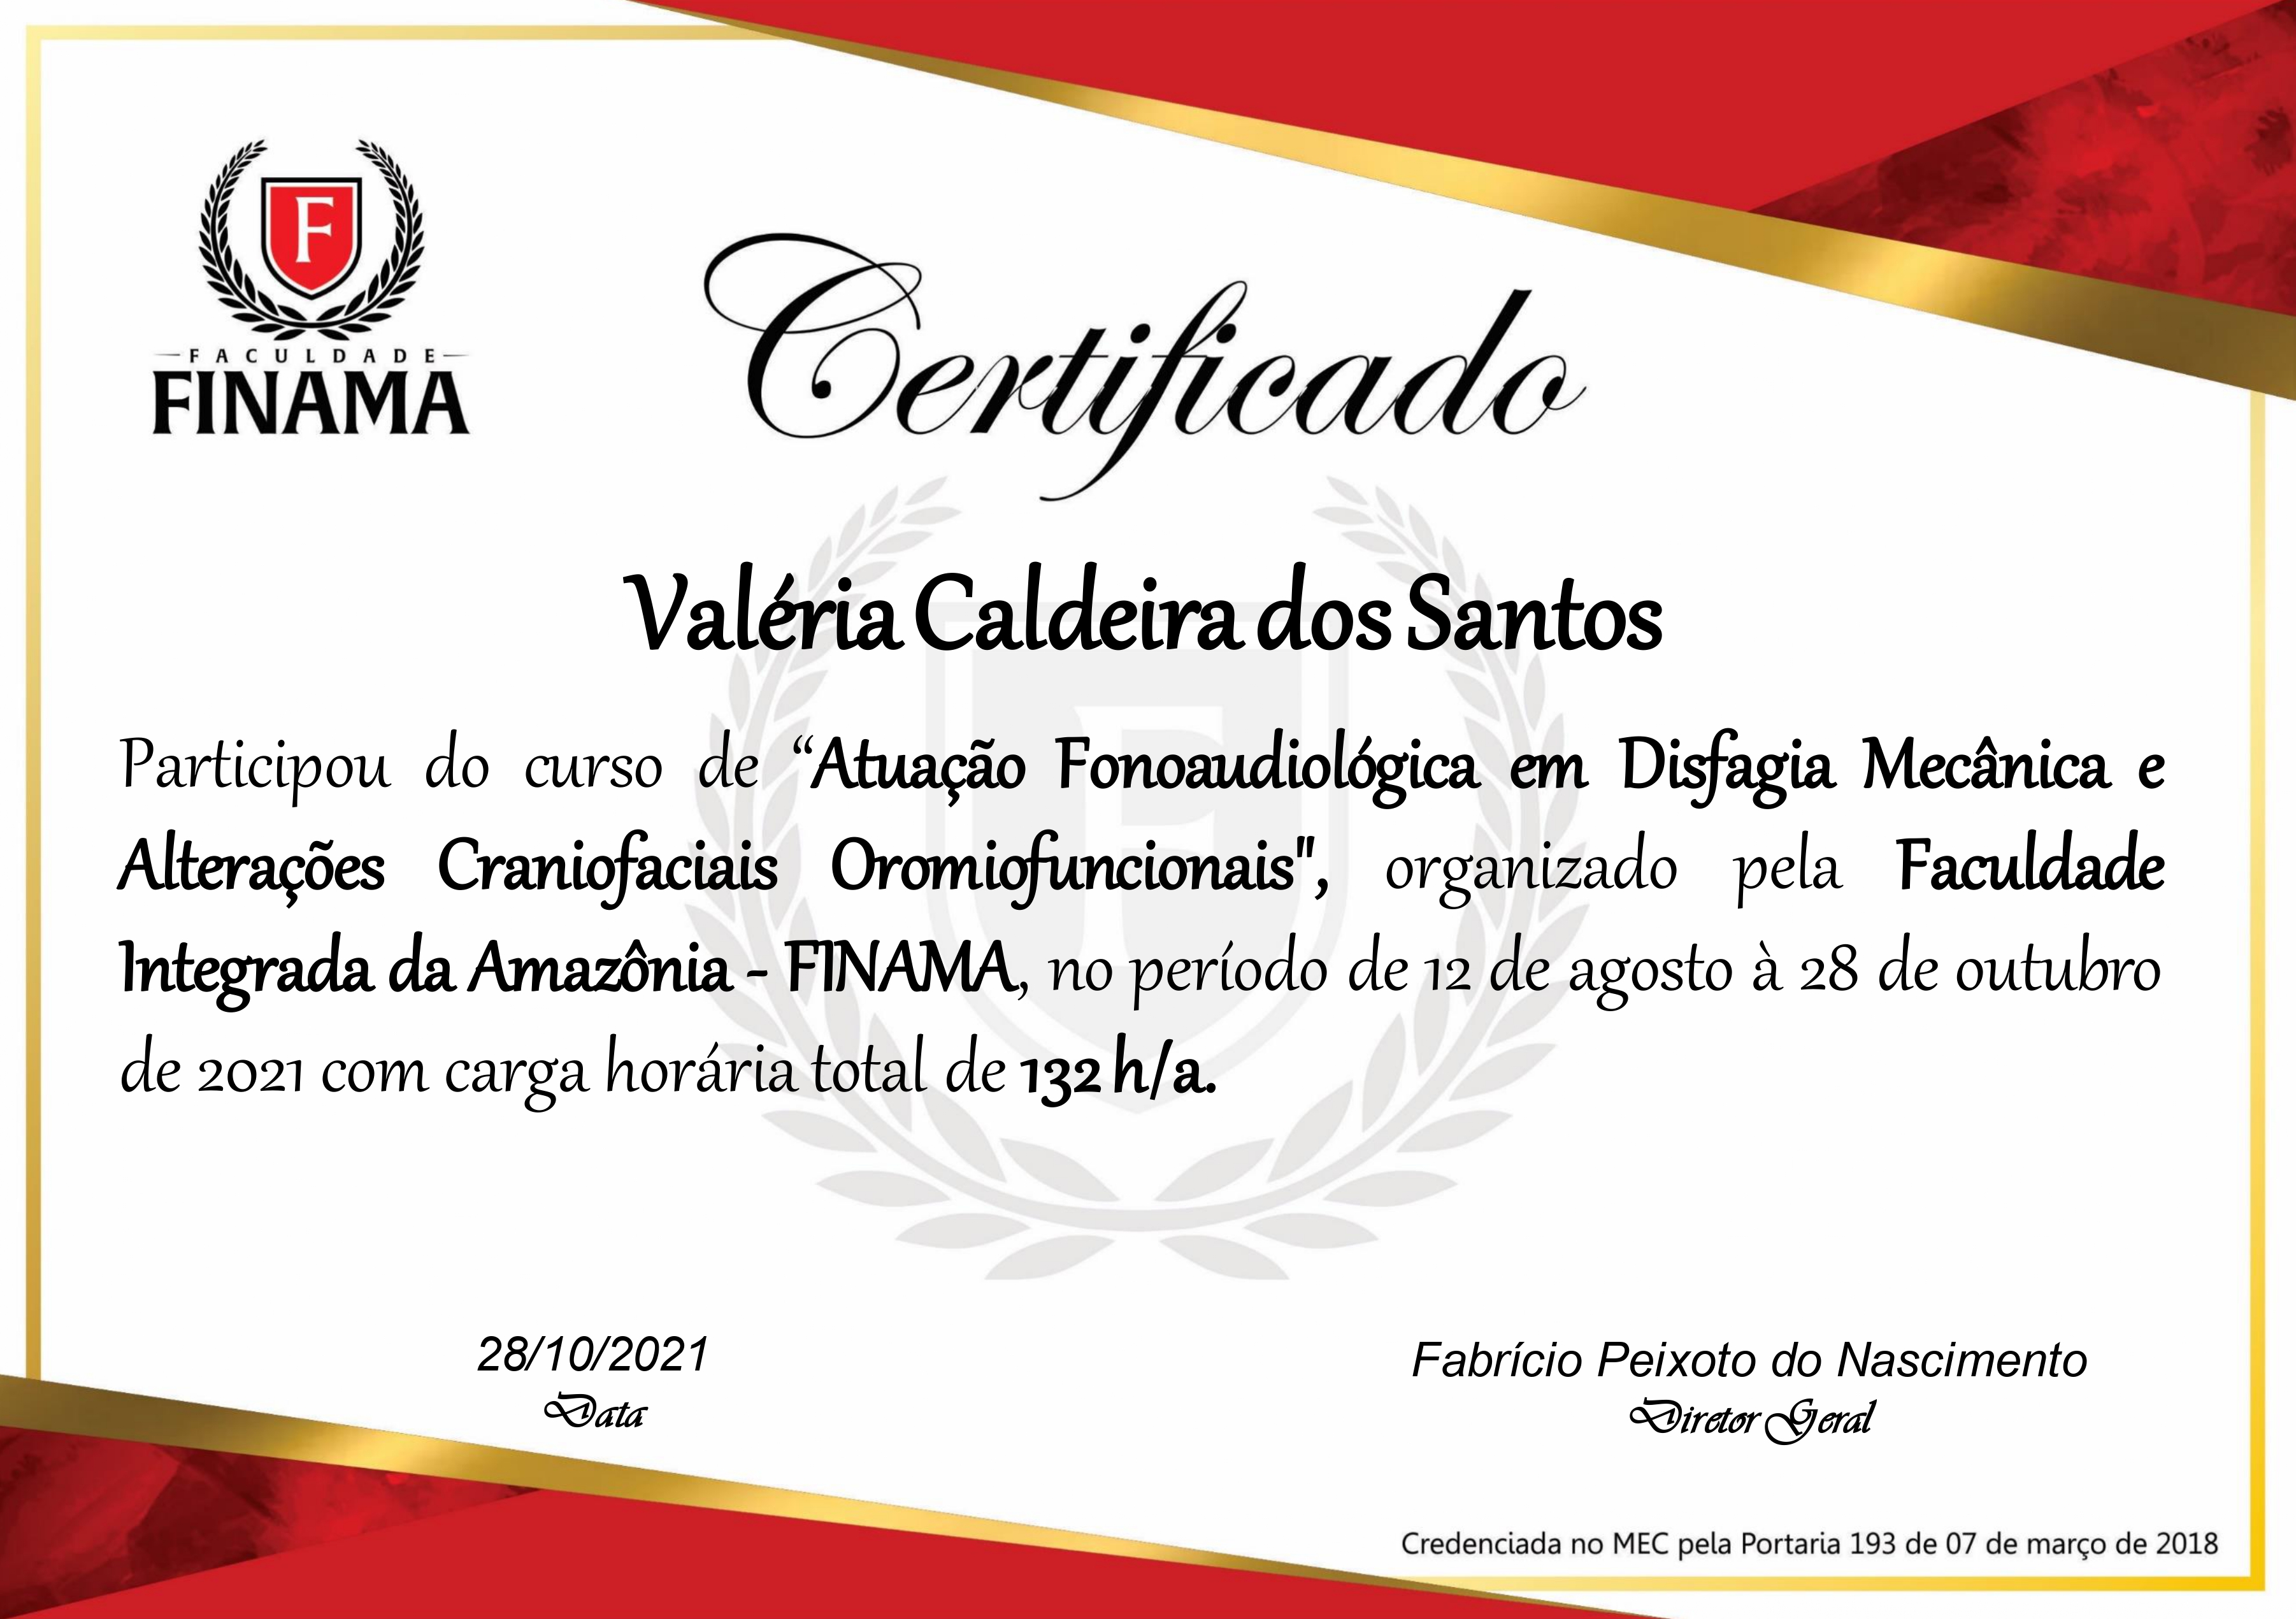 F
FACULDADE
FINAMA
Certificado
Valéria Caldeira dos Santos
Participou do curso de “Atuação Fonoaudiológica em Disfagia Mecânica e
Alterações Craniofaciais Oromiofuncionais", organizado pela Faculdade
Integrada da Amazônia - FINAMA, no período de 12 de agosto à 28 de outubro
de 2021 com carga horária total de 132 h/a.
28/10/2021
Data
Fabrício Peixoto do Nascimento
Diretor Geral
Credenciada no MEC pela Portaria 193 de 07 de março de 2018